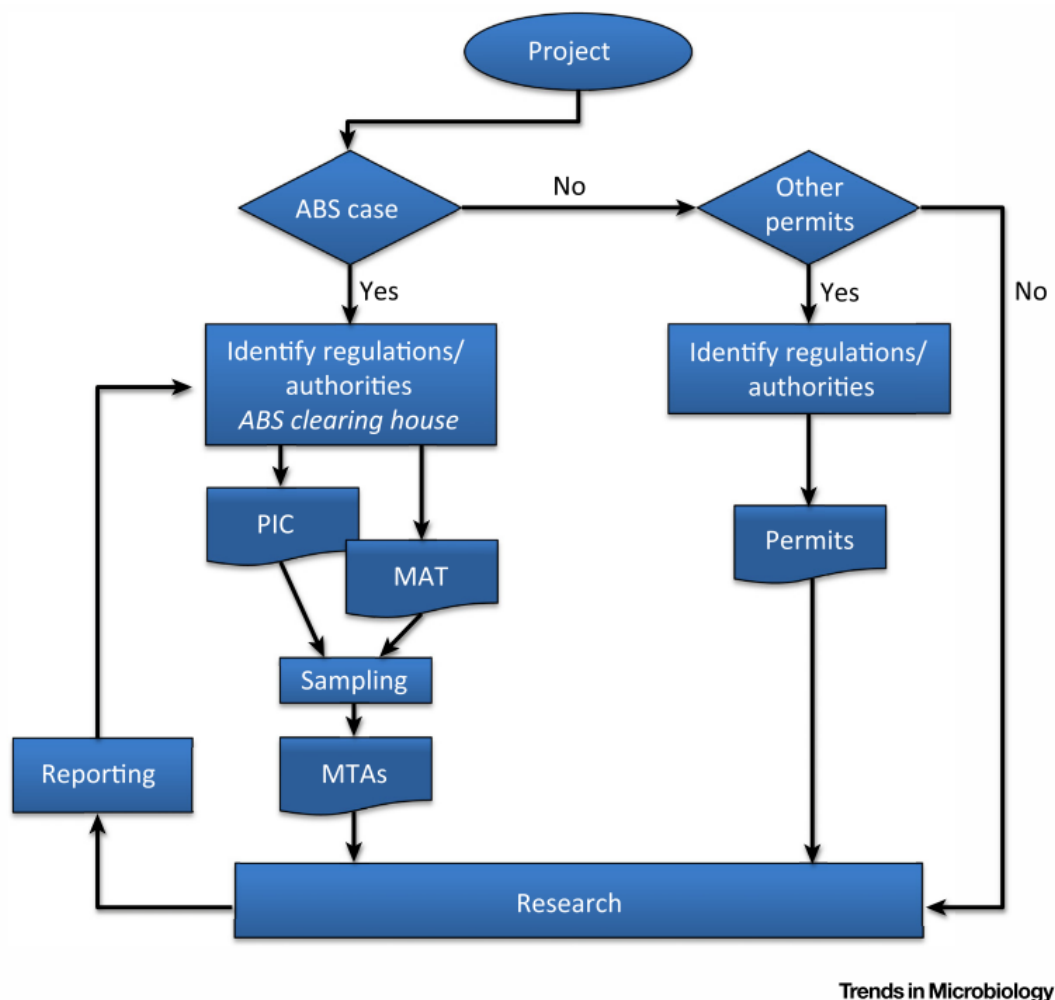 Project
ABS case
No
Other
permits
Yes
Yes
No
Identify regulations/
authorities
ABS clearing house
Identify regulations/
authorities
PIC
MAT
Permits
Sampling
Reporting
MTAs
Research
Trends in Microbiology